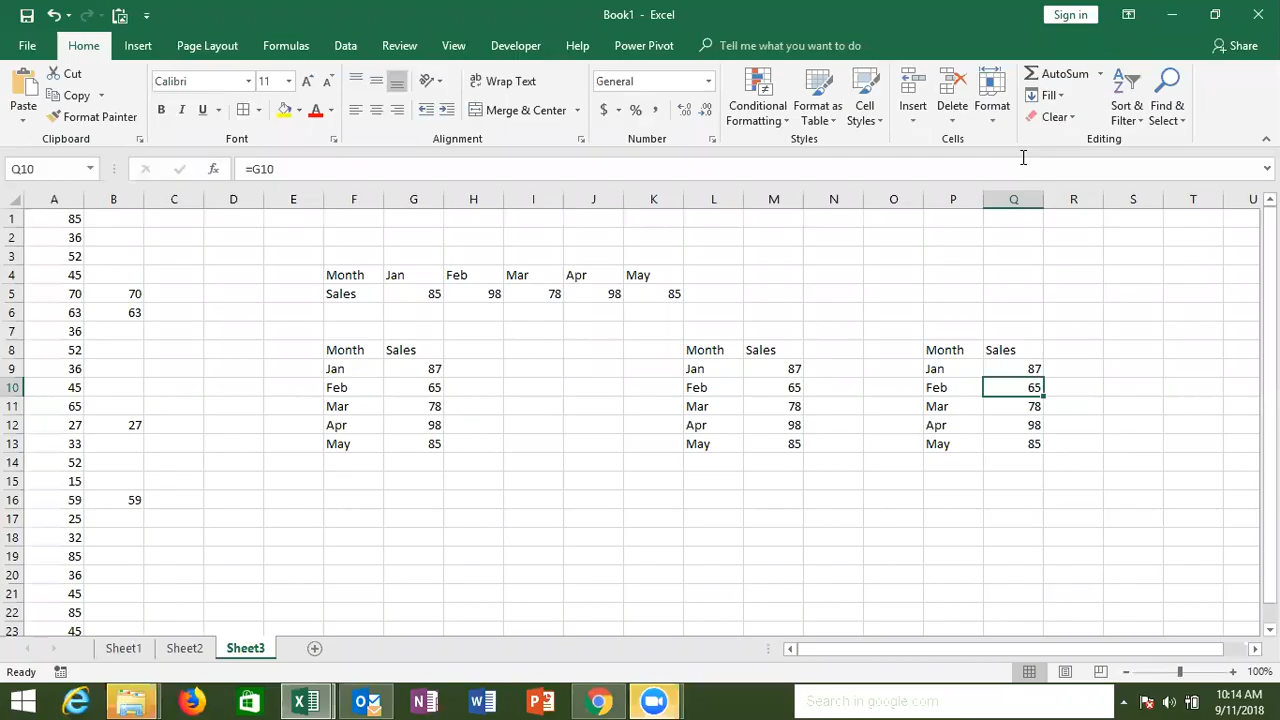 Book1 - Excel
Sign in
File Home Insert Page Layout Formulas Data Review View Developer Help Power Pivot Tell me what you want to do Share
Paste
Cut
Copy
Format Painter
Clipboard
Calibri 11
B I U
Font
Wrap Text
Merge & Center
Alignment
General
$ % ,
Number
Conditional Formatting
Format as Table
Cell Styles
Styles
Insert
Delete
Format
Cells
AutoSum
Fill
Clear
Sort & Filter
Find & Select
Editing
Q10 fx =G10
A B C D E F G H I J K L M N O P Q R S T U
1 85
2 36
3 52
4 45 Month Jan Feb Mar Apr May
5 70 70 Sales 85 98 78 98 85
6 63 63
7 36
8 52 Month Sales Month Sales Month Sales
9 36 Jan 87 Jan 87 Jan 87
10 45 Feb 65 Feb 65 Feb 65
11 65 Mar 78 Mar 78 Mar 78
12 27 27 Apr 98 Apr 98 Apr 98
13 33 May 85 May 85 May 85
14 52
15 15
16 59 59
17 25
18 32
19 85
20 36
21 45
22 85
23 45
Sheet1 Sheet2 Sheet3
Ready 100%
Search in google.com
10:14 AM
9/11/2018